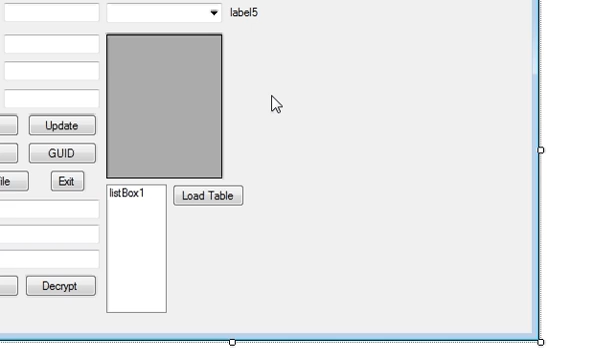 label5
Update
GUID
ile
Exit
listBox1
Load Table
Decrypt